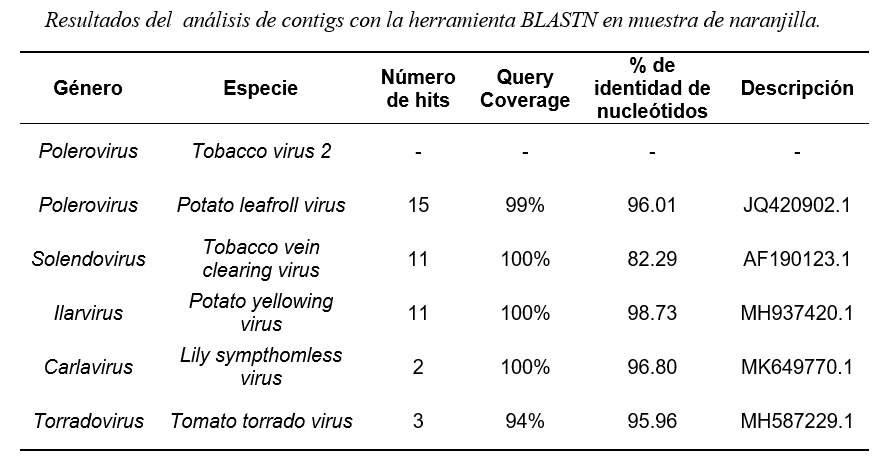 Resultados del análisis de contigs con la herramienta BLASTN en muestra de naranjilla.
Género Especie Número de hits Query Coverage % de identidad de nucleótidos Descripción
Polerovirus Tobacco virus 2 - - - -
Polerovirus Potato leafroll virus 15 99% 96.01 JQ420902.1
Solendovirus Tobacco vein clearing virus 11 100% 82.29 AF190123.1
Ilarvirus Potato yellowing virus 11 100% 98.73 MH937420.1
Carlavirus Lily sympthomless virus 2 100% 96.80 MK649770.1
Torradovirus Tomato torrado virus 3 94% 95.96 MH587229.1